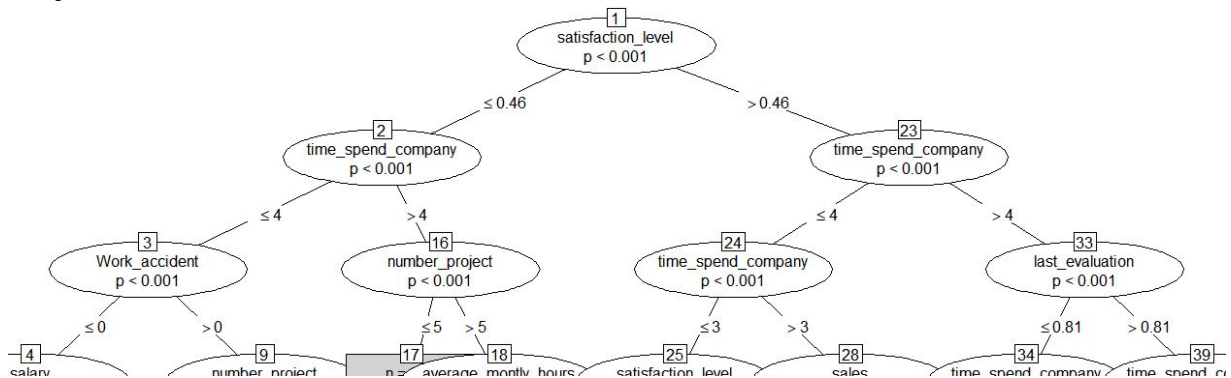 1
satisfaction_level
p < 0.001
≤ 0.46
> 0.46
2
time_spend_company
p < 0.001
23
time_spend_company
p < 0.001
≤ 4
> 4
≤ 4
> 4
3
Work_accident
p < 0.001
16
number_project
p < 0.001
24
time_spend_company
p < 0.001
33
last_evaluation
p < 0.001
≤ 0
> 0
≤ 5
> 5
≤ 3
> 3
≤ 0.81
> 0.81
4
salary
9
number_project
17
n =
18
average_montly_hours
25
satisfaction_level
28
sales
34
time_spend_company
39
time_spend_co